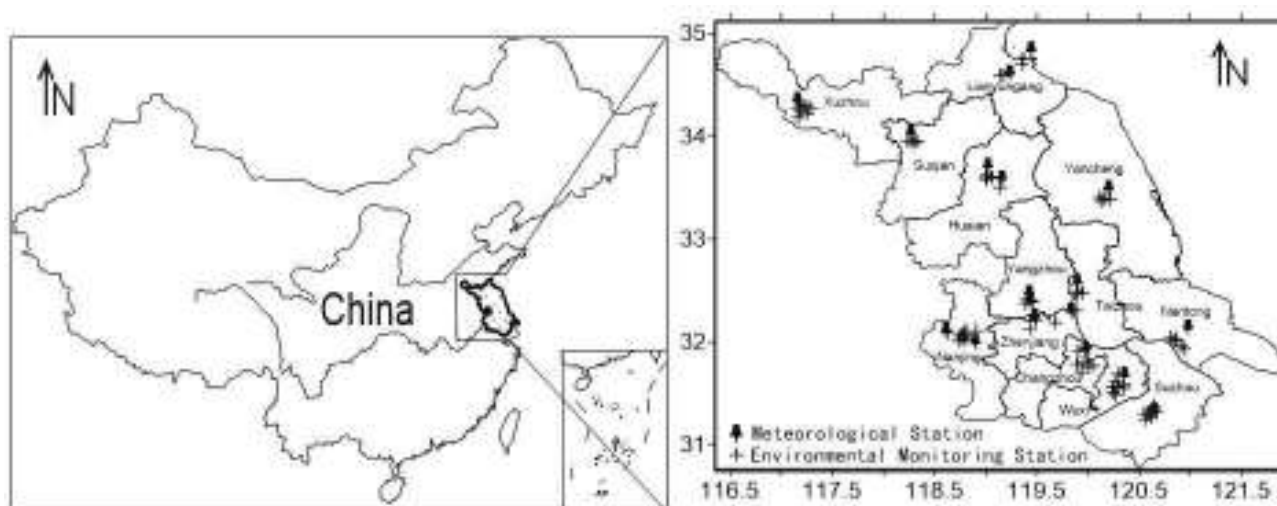 N
China
N
35
34
33
32
31
116.5 117.5 118.5 119.5 120.5 121.5
Lianyungang
Xuzhou
Suqian
Yancheng
Huaian
Yangzhou
Taizhou
Nantong
Zhenjiang
Nanjing
Changzhou
Suzhou
Wuxi
Meteorological Station
Environmental Monitoring Station